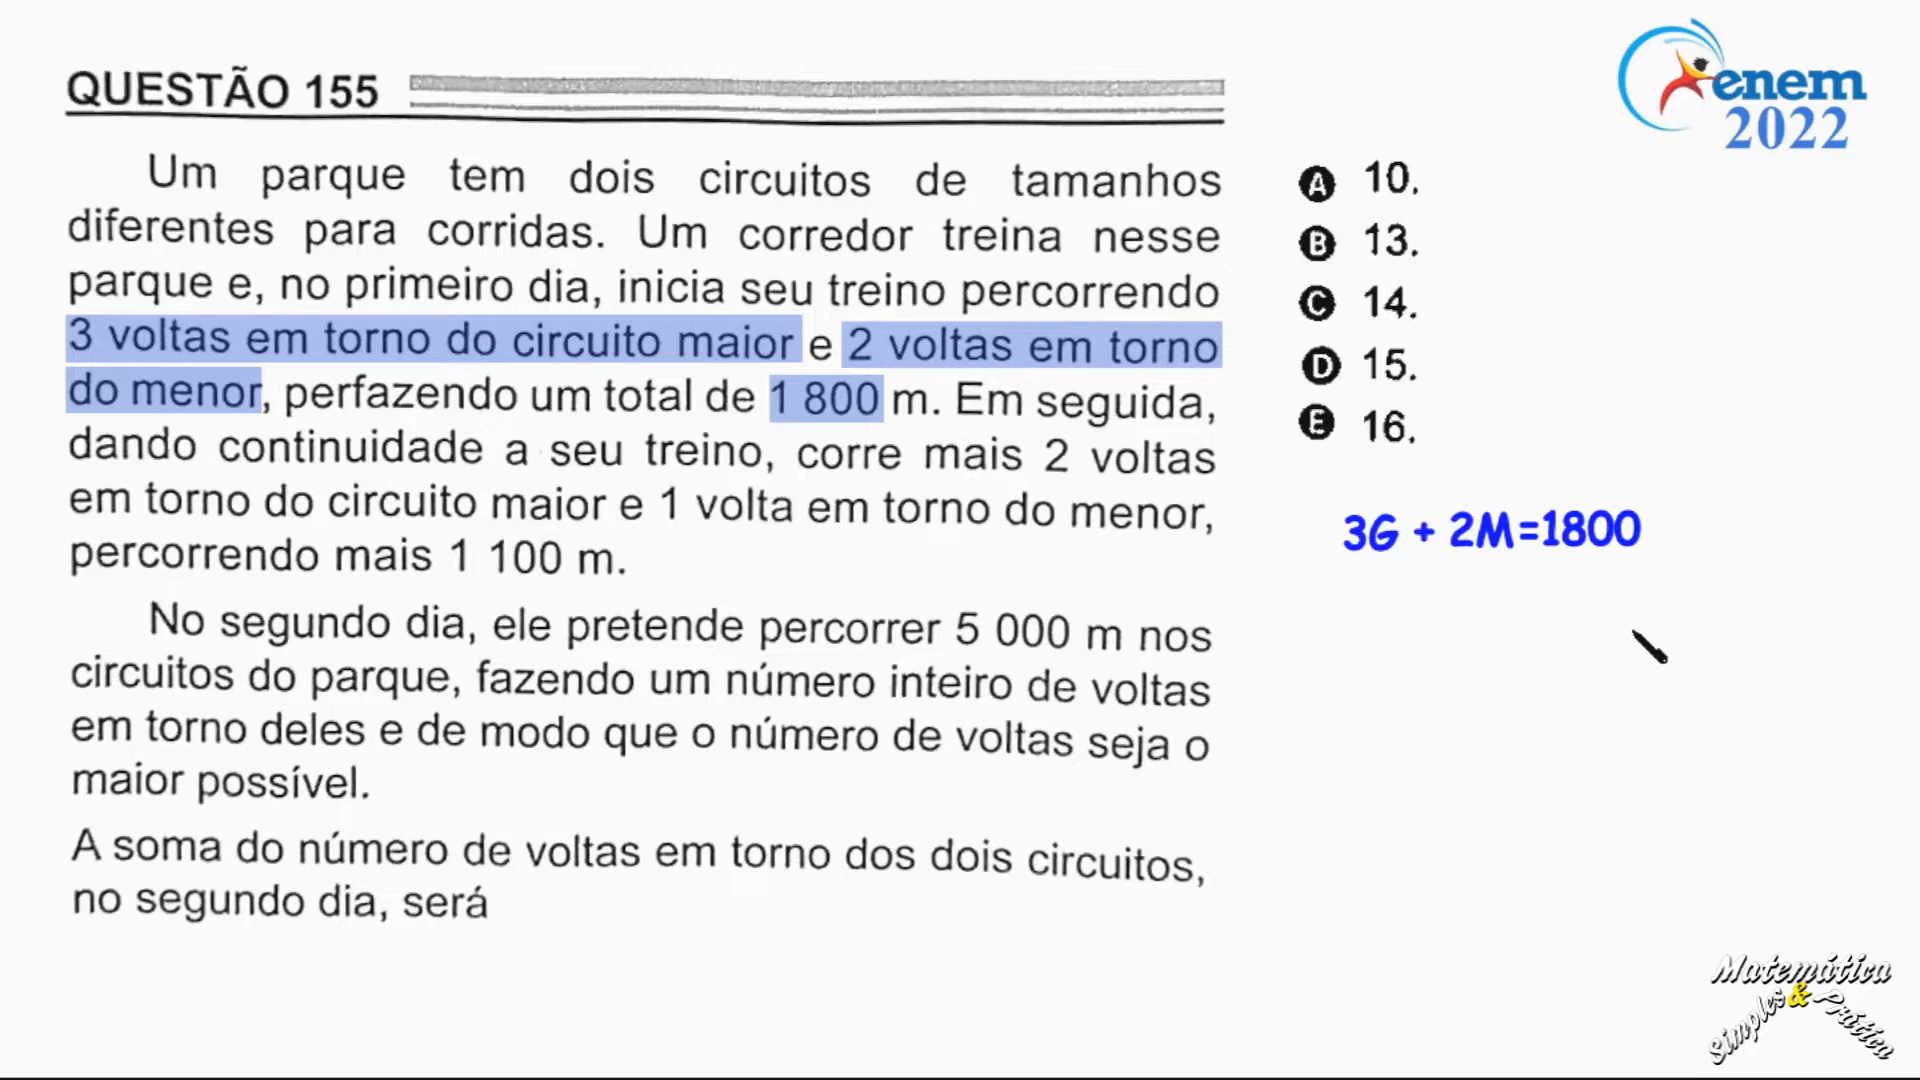 QUESTÃO 155
enem
2022
Um parque tem dois circuitos de tamanhos
diferentes para corridas. Um corredor treina nesse
parque e, no primeiro dia, inicia seu treino percorrendo
3 voltas em torno do circuito maior e 2 voltas em torno
do menor, perfazendo um total de 1 800 m. Em seguida,
dando continuidade a seu treino, corre mais 2 voltas
em torno do circuito maior e 1 volta em torno do menor,
percorrendo mais 1 100 m.
No segundo dia, ele pretende percorrer 5 000 m nos
circuitos do parque, fazendo um número inteiro de voltas
em torno deles e de modo que o número de voltas seja o
maior possível.
A soma do número de voltas em torno dos dois circuitos,
no segundo dia, será
A 10.
B 13.
C 14.
D 15.
E 16.
3G + 2M=1800
Matemática
Simples & Prática